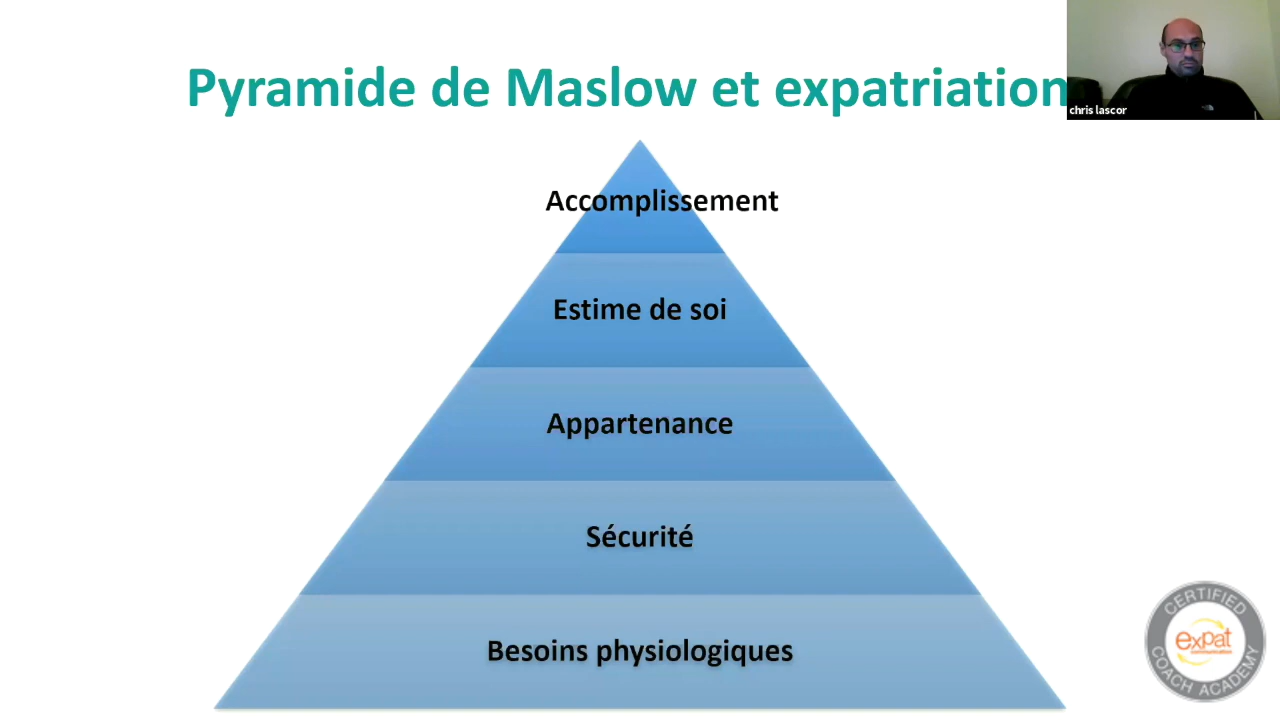 Pyramide de Maslow et expatriation
chris lascor
Accomplissement
Estime de soi
Appartenance
Sécurité
Besoins physiologiques
CERTIFIED
expat
communication
COACH ACADEMY